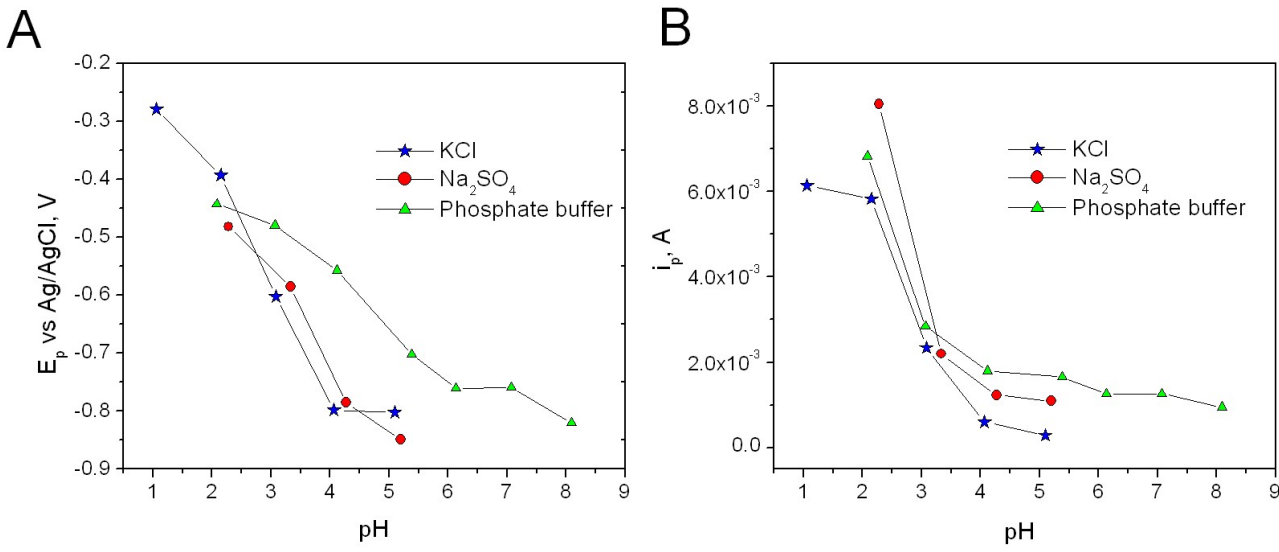 A
-0.2
-0.3
-0.4
-0.5
-0.6
-0.7
-0.8
-0.9
E_p vs Ag/AgCl, V
KCl
Na₂SO₄
Phosphate buffer
1 2 3 4 5 6 7 8 9
pH
B
8.0x10⁻³
6.0x10⁻³
4.0x10⁻³
2.0x10⁻³
0.0
i_p, A
KCl
Na₂SO₄
Phosphate buffer
1 2 3 4 5 6 7 8 9
pH